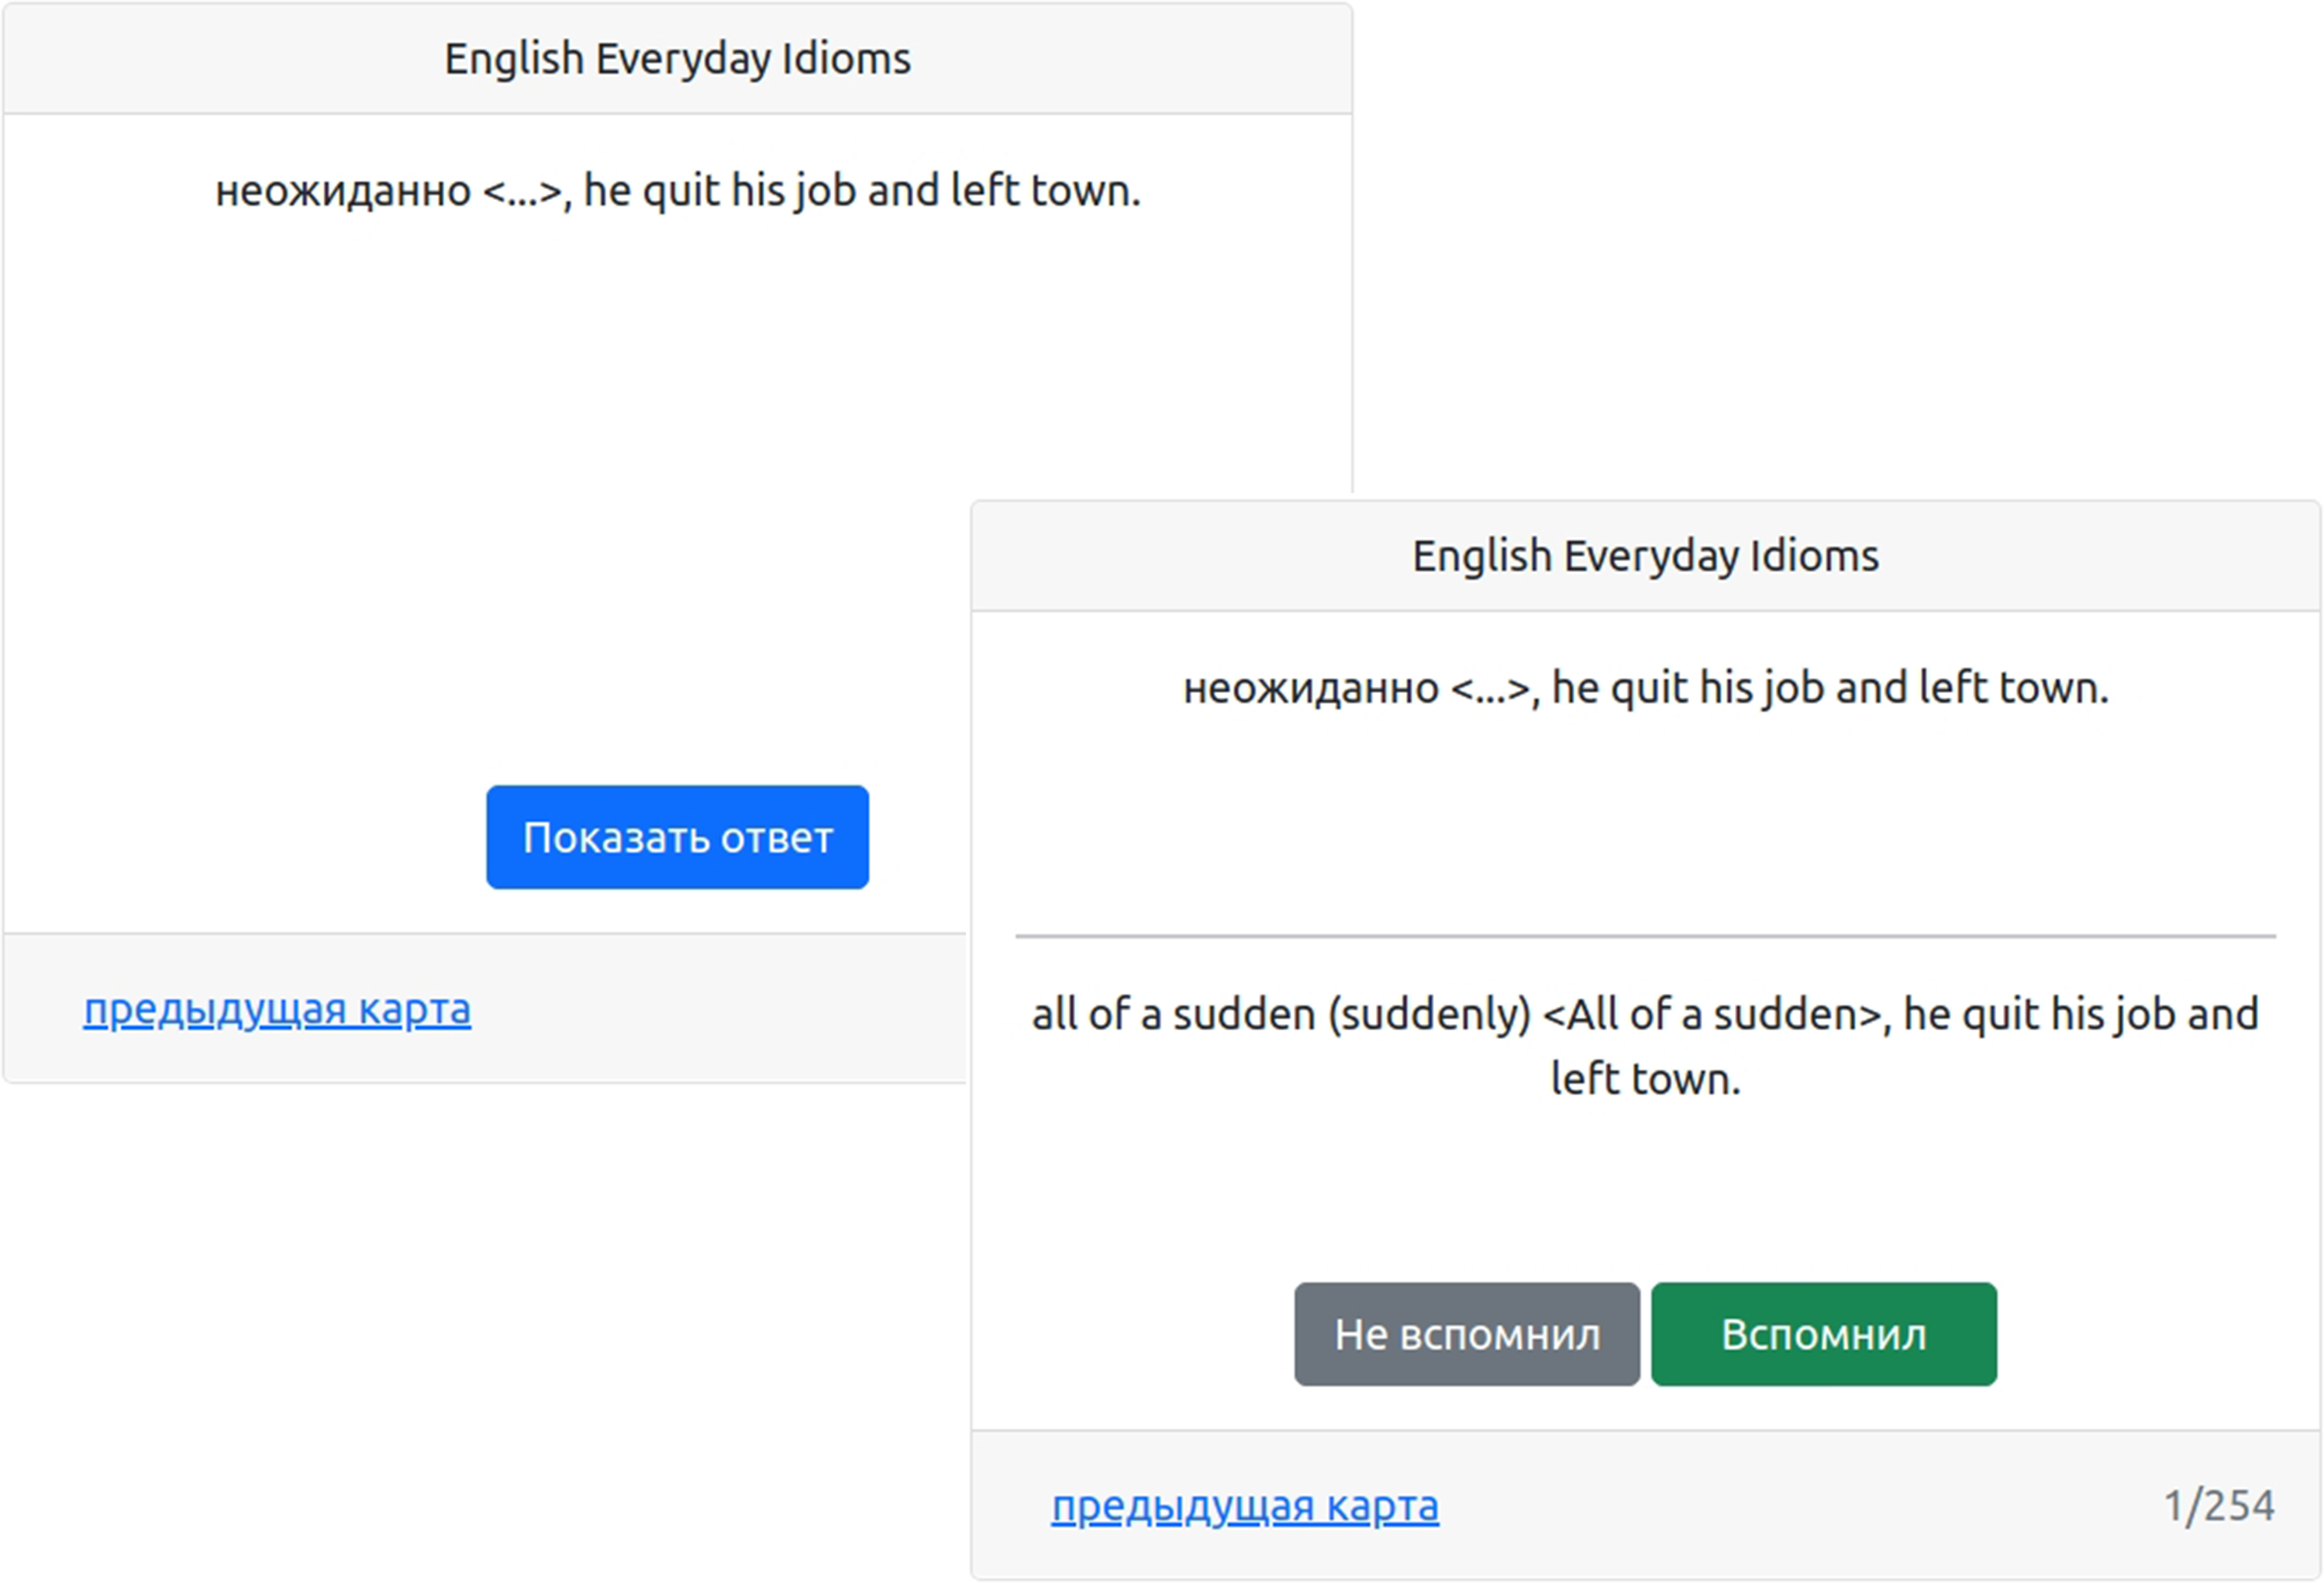 English Everyday Idioms
неожиданно <...>, he quit his job and left town.
Показать ответ
предыдущая карта
English Everyday Idioms
неожиданно <...>, he quit his job and left town.
all of a sudden (suddenly) <All of a sudden>, he quit his job and
left town.
Не вспомнил Вспомнил
предыдущая карта 1/254